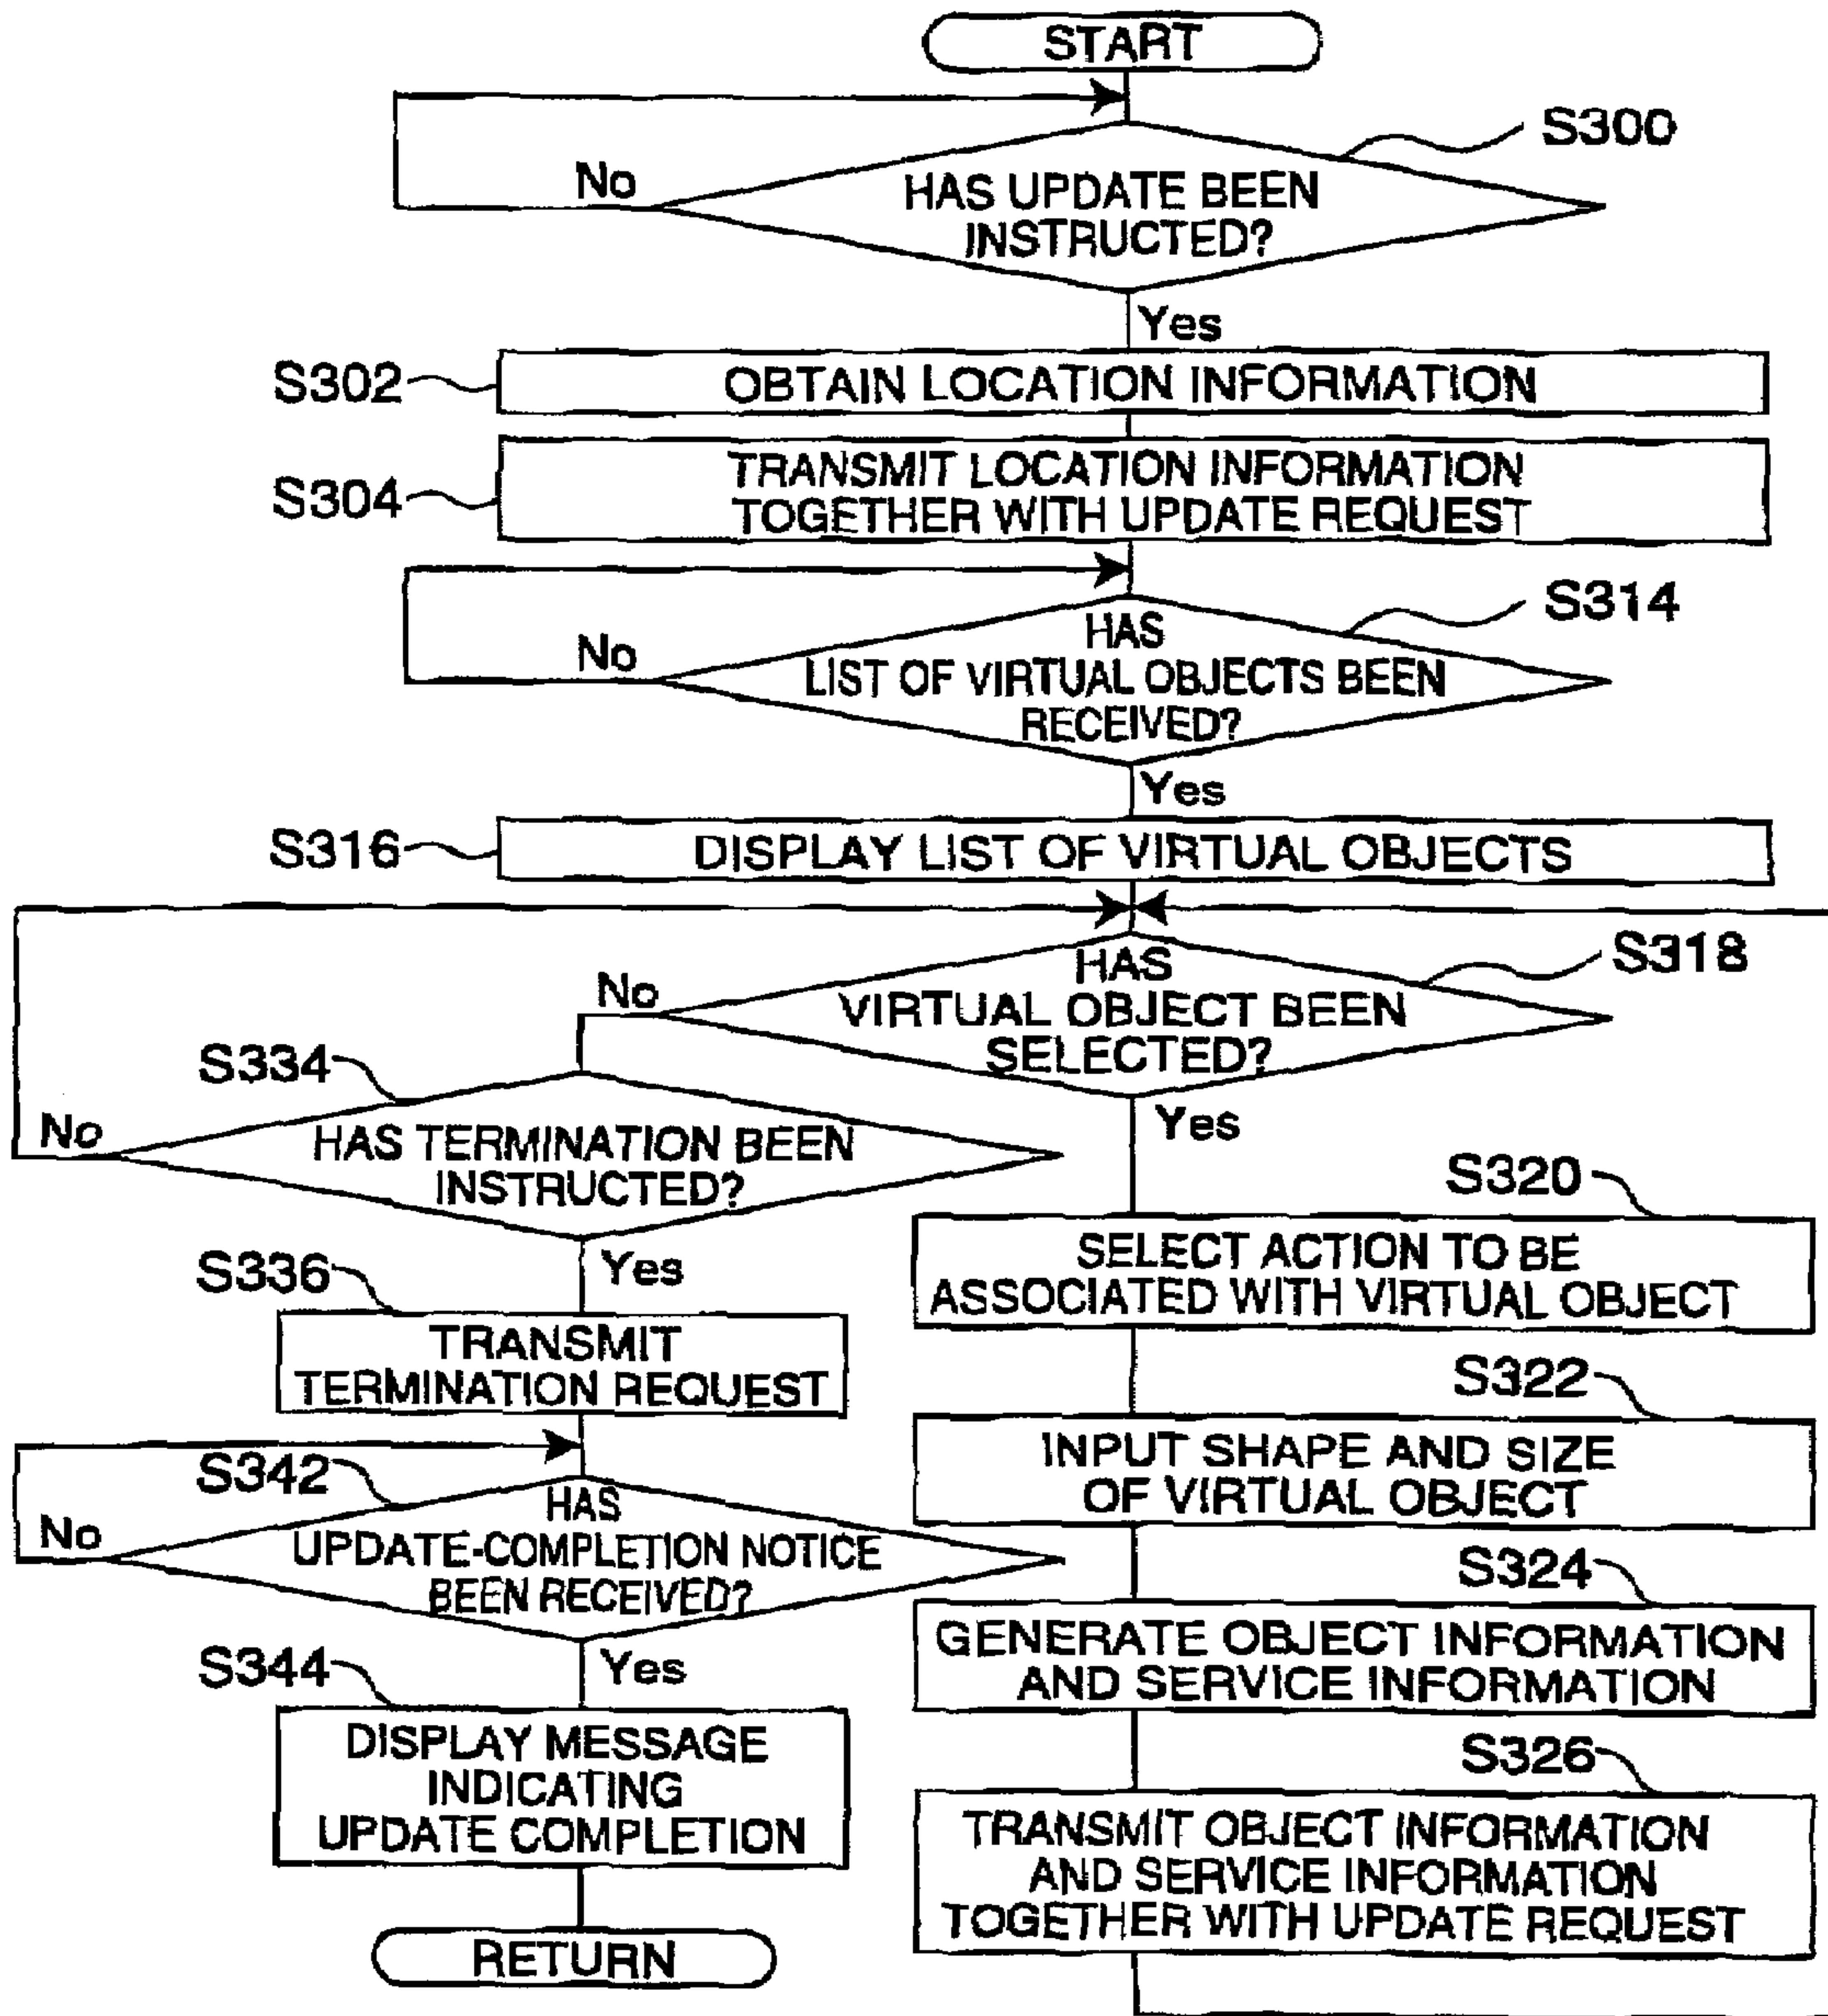 START
S300
No
HAS UPDATE BEEN
INSTRUCTED?
Yes
S302
OBTAIN LOCATION INFORMATION
S304
TRANSMIT LOCATION INFORMATION
TOGETHER WITH UPDATE REQUEST
S314
HAS
No
LIST OF VIRTUAL OBJECTS BEEN
RECEIVED?
Yes
S316
DISPLAY LIST OF VIRTUAL OBJECTS
S318
HAS
No
VIRTUAL OBJECT BEEN
SELECTED?
S334
Yes
No
HAS TERMINATION BEEN
INSTRUCTED?
Yes
S336
TRANSMIT
TERMINATION REQUEST
S342
HAS
No
UPDATE-COMPLETION NOTICE
BEEN RECEIVED?
Yes
S344
DISPLAY MESSAGE
INDICATING
UPDATE COMPLETION
RETURN
S320
SELECT ACTION TO BE
ASSOCIATED WITH VIRTUAL OBJECT
S322
INPUT SHAPE AND SIZE
OF VIRTUAL OBJECT
S324
GENERATE OBJECT INFORMATION
AND SERVICE INFORMATION
S326
TRANSMIT OBJECT INFORMATION
AND SERVICE INFORMATION
TOGETHER WITH UPDATE REQUEST